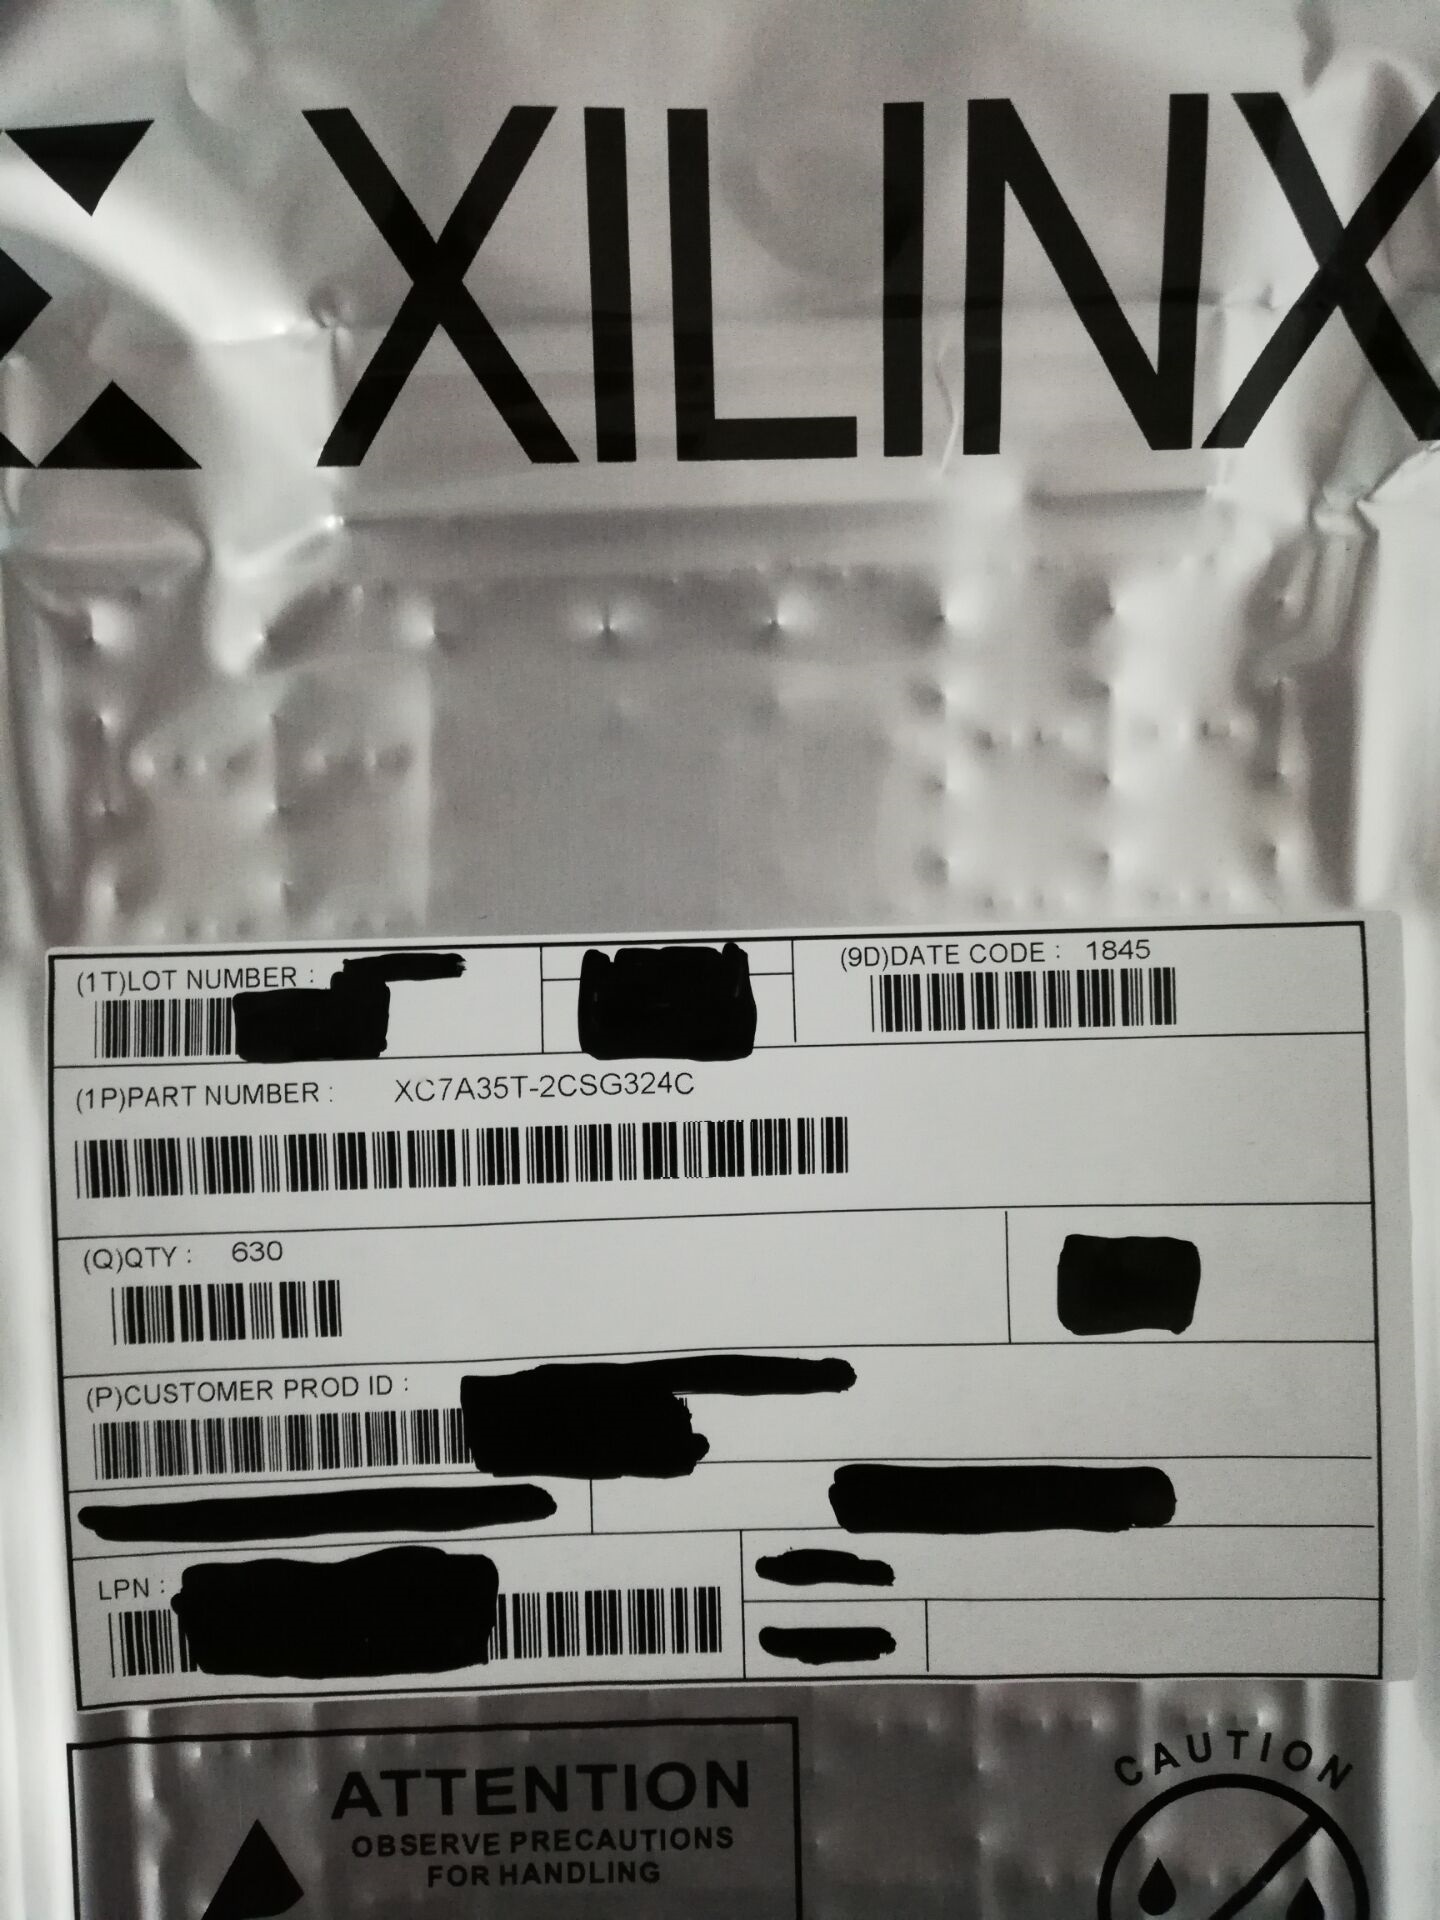 XILINX
(1T)LOT NUMBER :
(9D)DATE CODE : 1845
(1P)PART NUMBER : XC7A35T-2CSG324C
(Q)QTY : 630
(P)CUSTOMER PROD ID :
LPN :
ATTENTION
OBSERVE PRECAUTIONS
FOR HANDLING
CAUTION